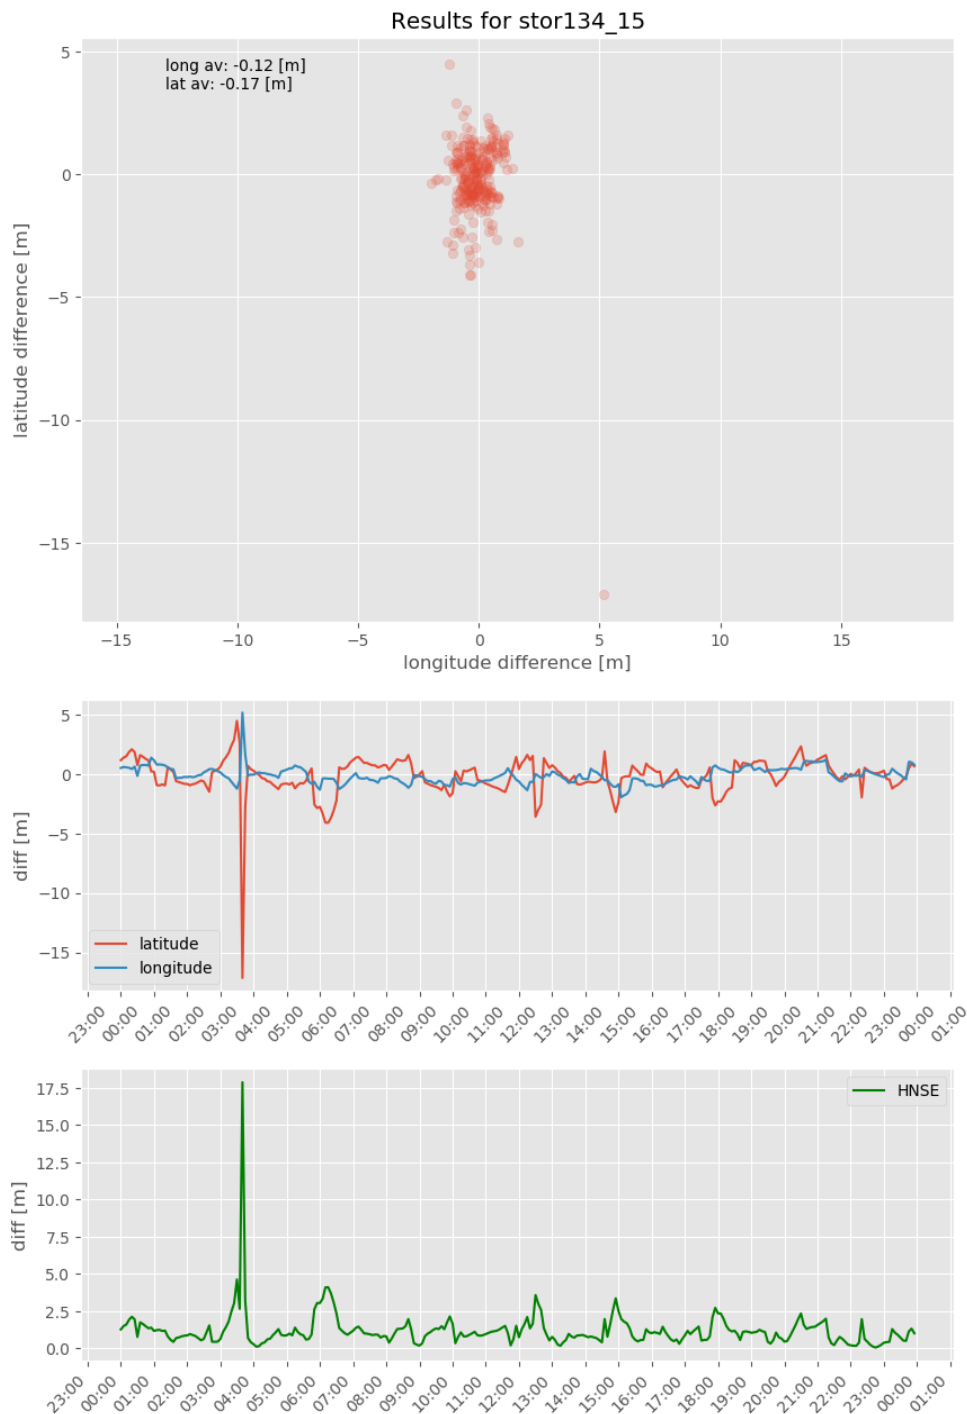 Results for stor134_15
long av: -0.12 [m]
lat av: -0.17 [m]
5
0
−5
−10
−15
latitude difference [m]
−15 −10 −5 0 5 10 15
longitude difference [m]
5
0
−5
−10
−15
diff [m]
latitude
longitude
23:00 00:00 01:00 02:00 03:00 04:00 05:00 06:00 07:00 08:00 09:00 10:00 11:00 12:00 13:00 14:00 15:00 16:00 17:00 18:00 19:00 20:00 21:00 22:00 23:00 00:00 01:00
17.5
15.0
12.5
10.0
7.5
5.0
2.5
0.0
diff [m]
HNSE
23:00 00:00 01:00 02:00 03:00 04:00 05:00 06:00 07:00 08:00 09:00 10:00 11:00 12:00 13:00 14:00 15:00 16:00 17:00 18:00 19:00 20:00 21:00 22:00 23:00 00:00 01:00